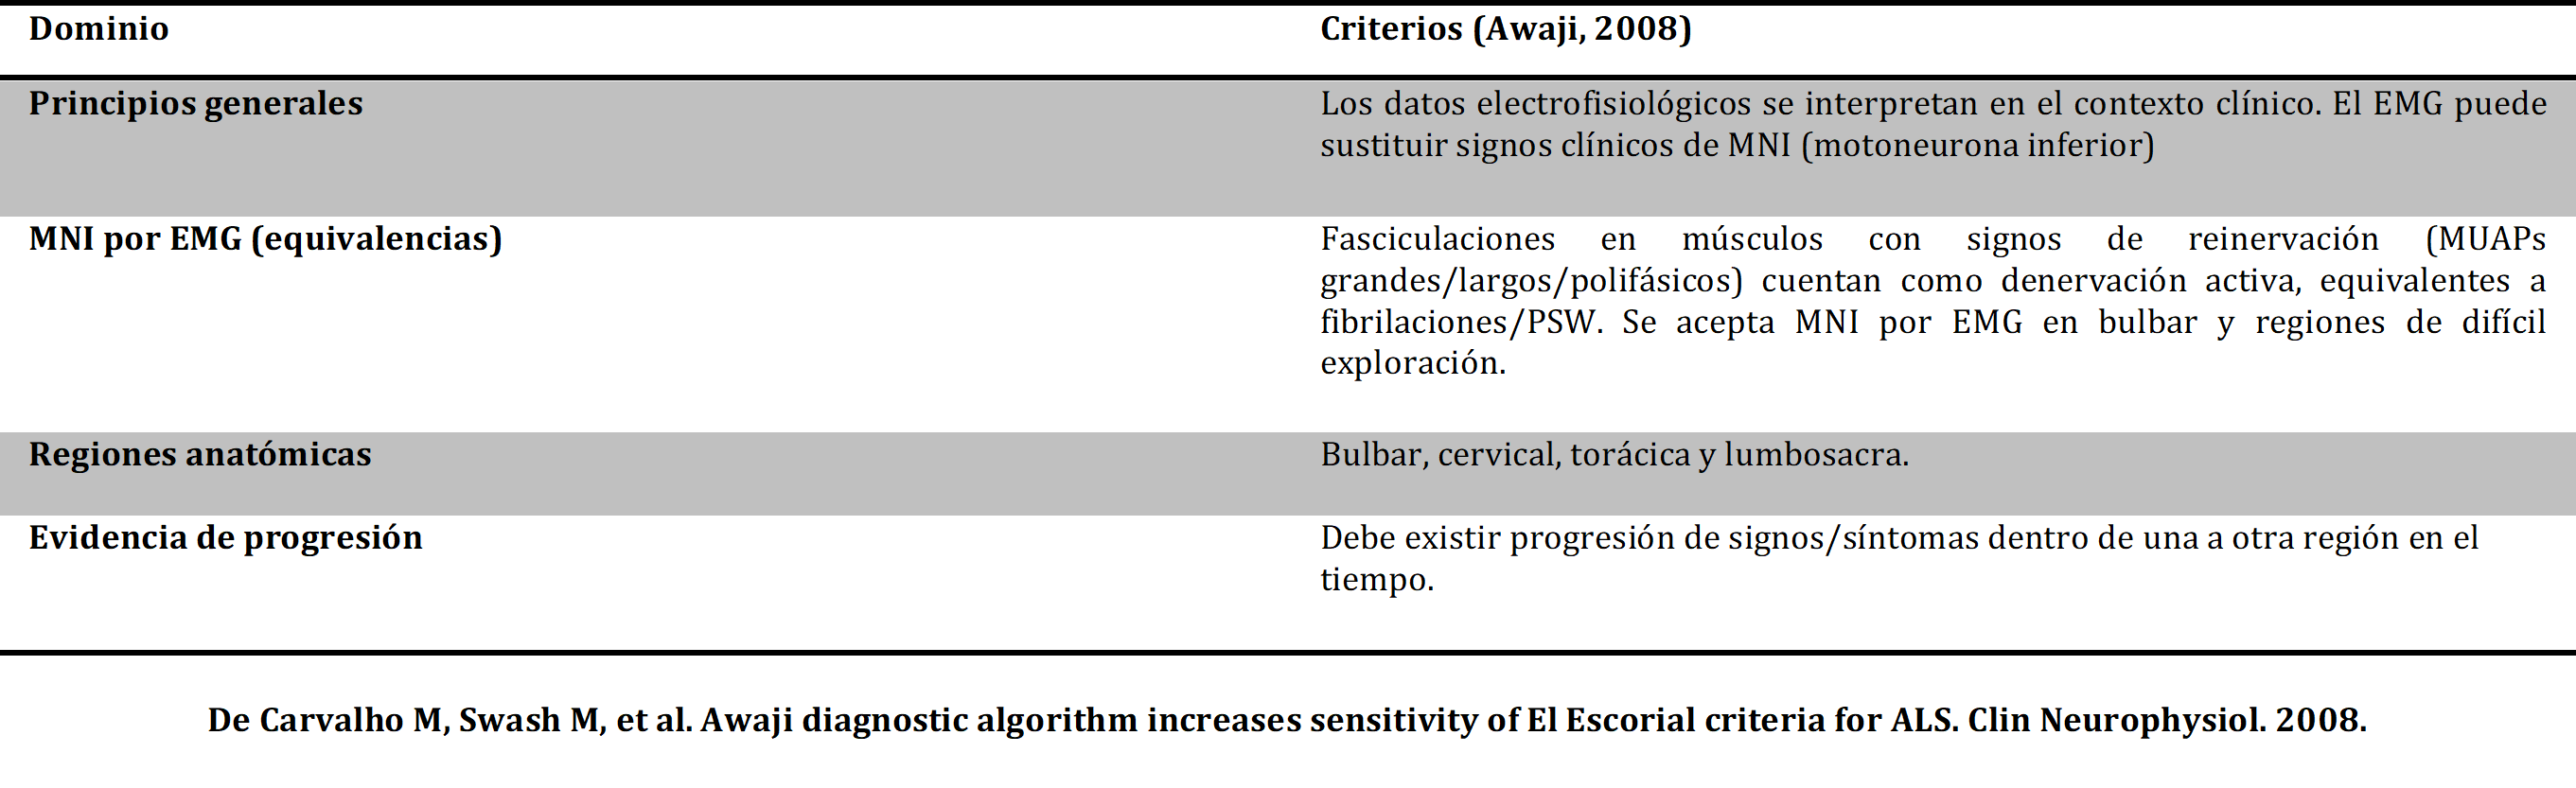 Dominio
Criterios (Awaji, 2008)
Principios generales
Los datos electrofisiológicos se interpretan en el contexto clínico. El EMG puede
sustituir signos clínicos de MNI (motoneurona inferior)
MNI por EMG (equivalencias)
Fasciculaciones en músculos con signos de reinervación (MUAPs
grandes/largos/polifásicos) cuentan como denervación activa, equivalentes a
fibrilaciones/PSW. Se acepta MNI por EMG en bulbar y regiones de difícil
exploración.
Regiones anatómicas
Bulbar, cervical, torácica y lumbosacra.
Evidencia de progresión
Debe existir progresión de signos/síntomas dentro de una a otra región en el
tiempo.
De Carvalho M, Swash M, et al. Awaji diagnostic algorithm increases sensitivity of El Escorial criteria for ALS. Clin Neurophysiol. 2008.